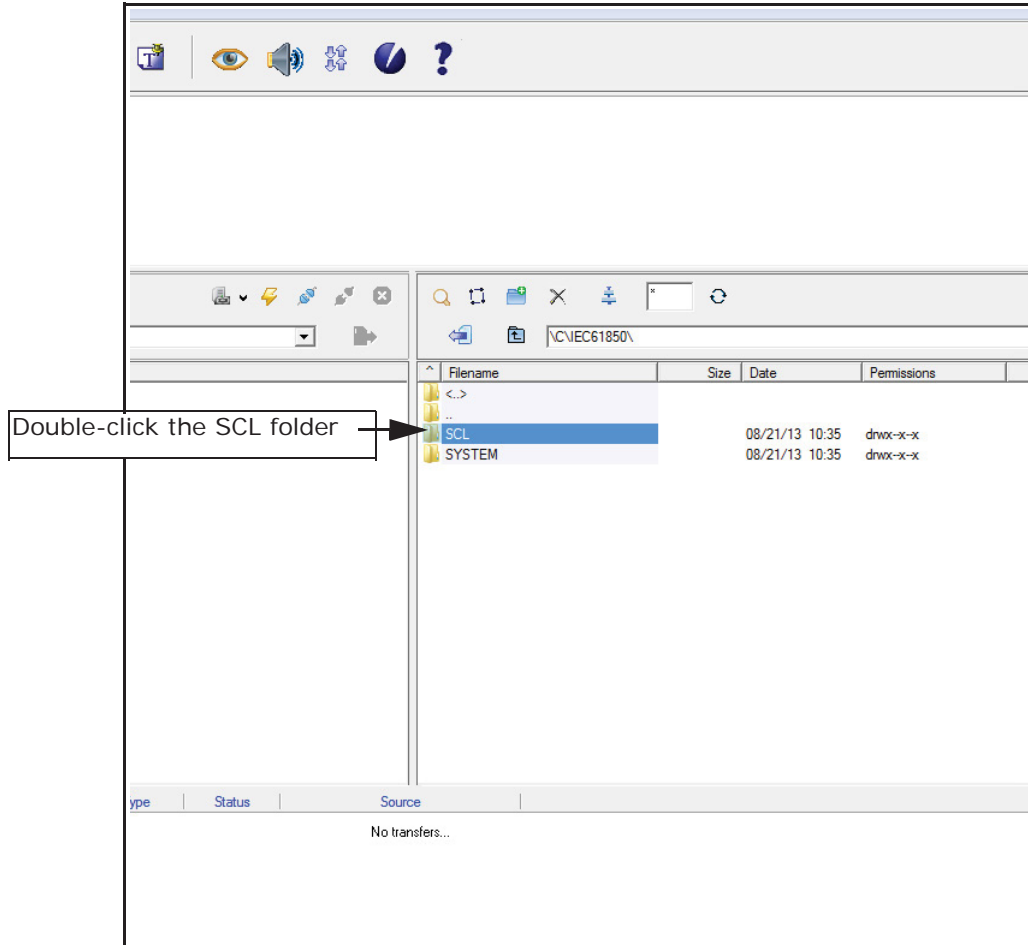 T
?
*
\C\IEC61850\
^ Filename Size Date Permissions
<..>
..
Double-click the SCL folder
SCL 08/21/13 10:35 drwx--x--x
SYSTEM 08/21/13 10:35 drwx--x--x
ype Status Source
No transfers...